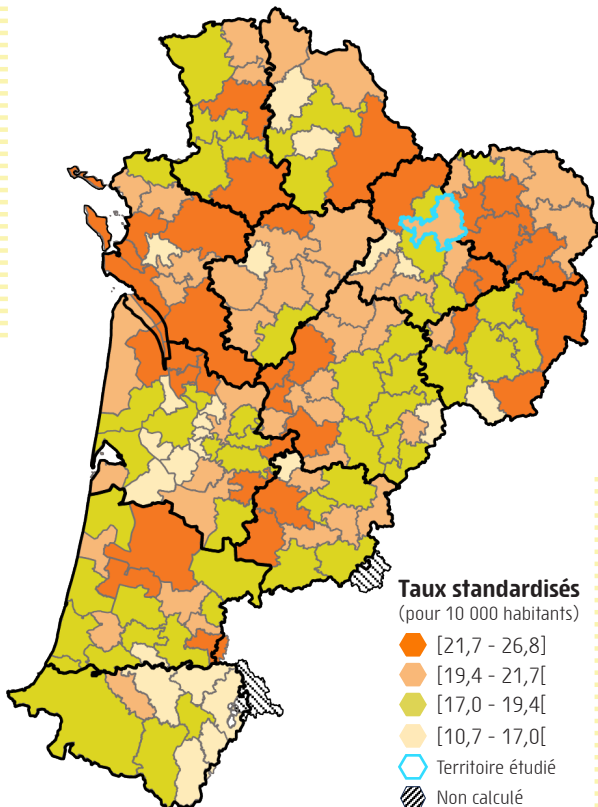 Taux standardisés
(pour 10 000 habitants)
[21,7 - 26,8]
[19,4 - 21,7[
[17,0 - 19,4[
[10,7 - 17,0[
Territoire étudié
Non calculé